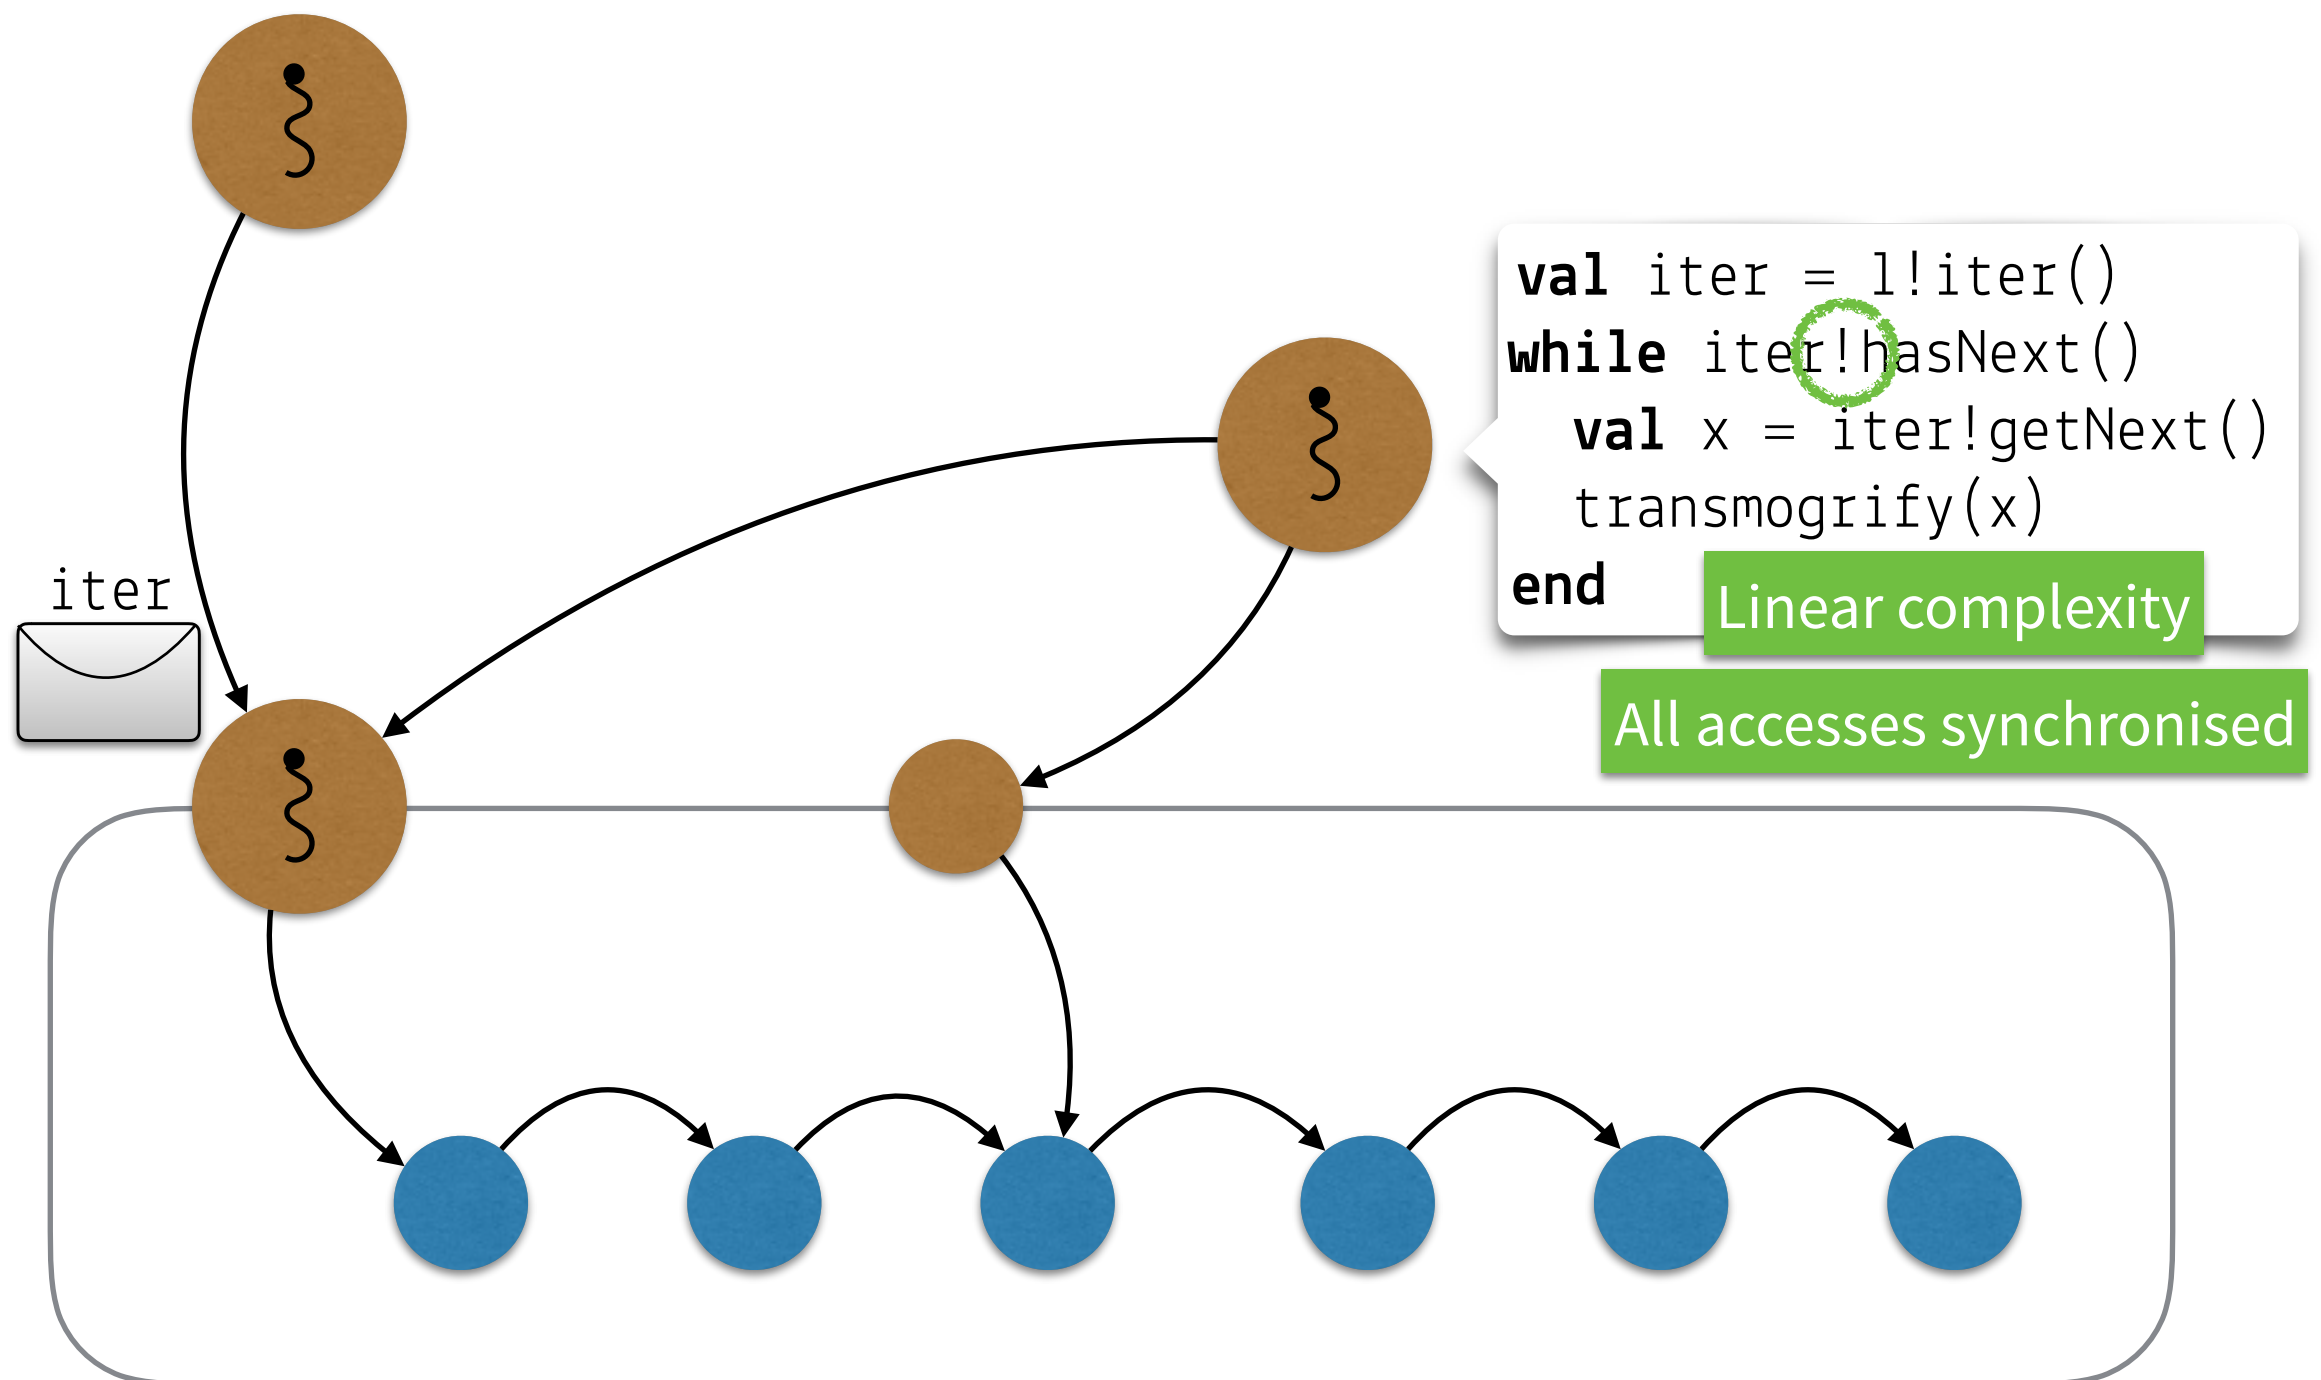 val iter = l!iter()
while iter!hasNext()
val x = iter!getNext()
transmogrify(x)
end
Linear complexity
All accesses synchronised
iter